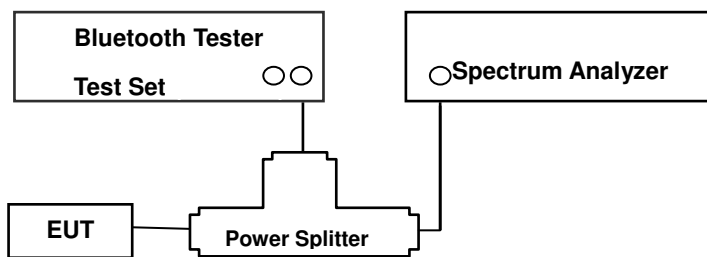 Bluetooth Tester
Test Set
Spectrum Analyzer
EUT
Power Splitter